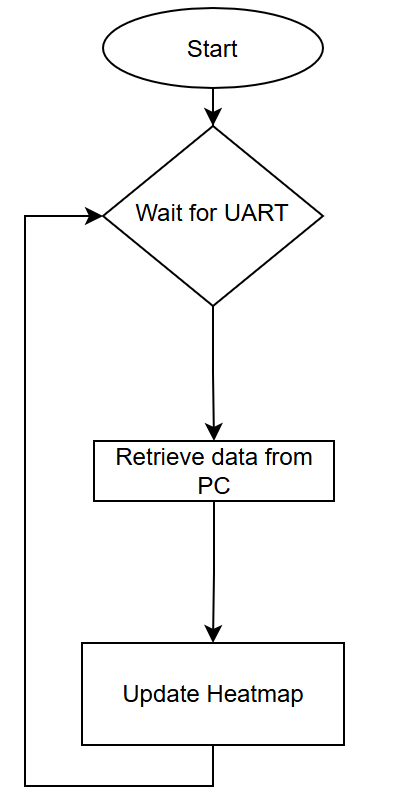 Start
Wait for UART
Retrieve data from
PC
Update Heatmap